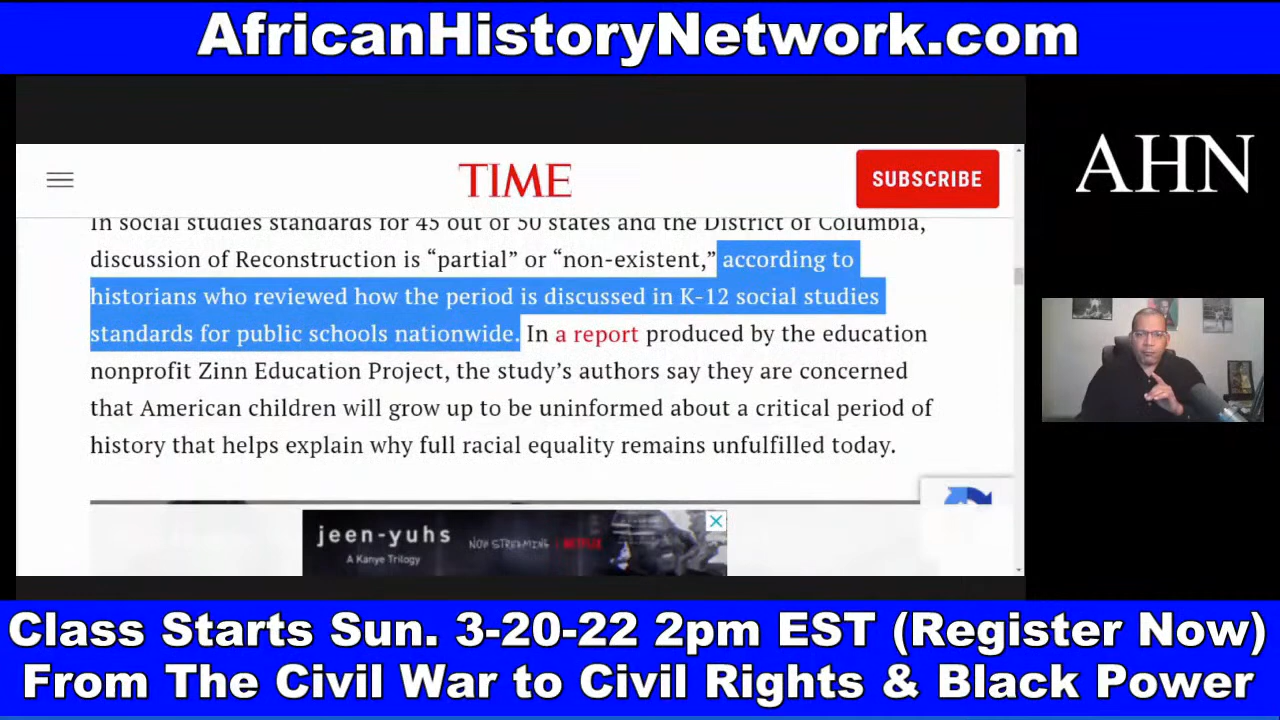 AfricanHistoryNetwork.com
TIME
SUBSCRIBE
AHN
In social studies standards for 45 out of 50 states and the District of Columbia,
discussion of Reconstruction is “partial” or “non-existent,” according to
historians who reviewed how the period is discussed in K-12 social studies
standards for public schools nationwide. In a report produced by the education
nonprofit Zinn Education Project, the study’s authors say they are concerned
that American children will grow up to be uninformed about a critical period of
history that helps explain why full racial equality remains unfulfilled today.
jeen-yuhs
A Kanye Trilogy
NOW STREAMING NETFLIX
Class Starts Sun. 3-20-22 2pm EST (Register Now)
From The Civil War to Civil Rights & Black Power